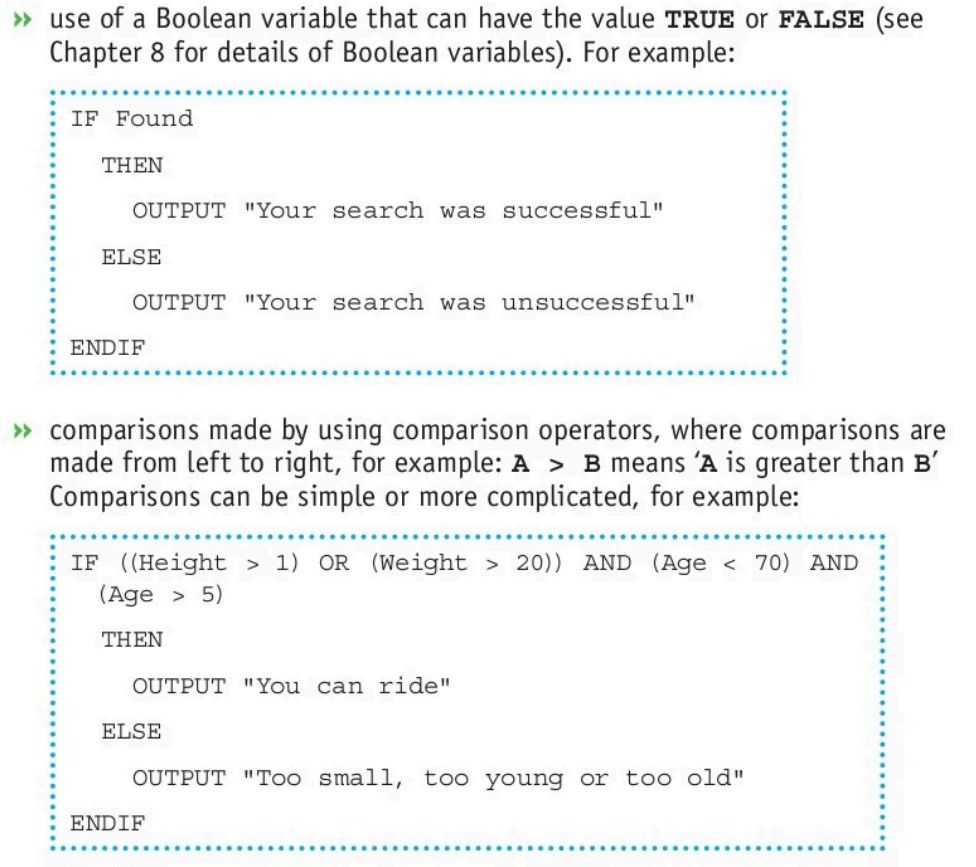 » use of a Boolean variable that can have the value TRUE or FALSE (see
Chapter 8 for details of Boolean variables). For example:
IF Found
THEN
OUTPUT "Your search was successful"
ELSE
OUTPUT "Your search was unsuccessful"
ENDIF
» comparisons made by using comparison operators, where comparisons are
made from left to right, for example: A > B means ‘A is greater than B’
Comparisons can be simple or more complicated, for example:
IF ((Height > 1) OR (Weight > 20)) AND (Age < 70) AND
(Age > 5)
THEN
OUTPUT "You can ride"
ELSE
OUTPUT "Too small, too young or too old"
ENDIF